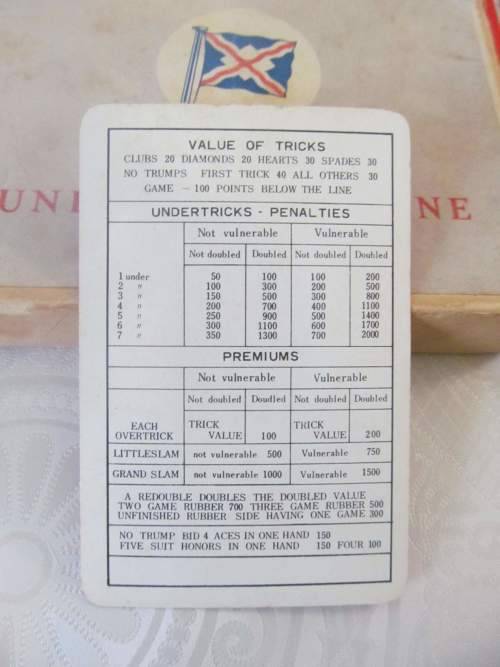 UNI
NE
VALUE OF TRICKS
CLUBS 20 DIAMONDS 20 HEARTS 30 SPADES 30
NO TRUMPS FIRST TRICK 40 ALL OTHERS 30
GAME - 100 POINTS BELOW THE LINE
UNDERTRICKS - PENALTIES
Not vulnerable Vulnerable
Not doubled Doubled Not doubled Doubled
1 under 50 100 100 200
2 " 100 300 200 500
3 " 150 500 300 800
4 " 200 700 400 1100
5 " 250 900 500 1400
6 " 300 1100 600 1700
7 " 350 1300 700 2000
PREMIUMS
Not vulnerable Vulnerable
Not doubled Doudled Not doubled Doubled
EACH TRICK TRICK
OVERTRICK VALUE 100 VALUE 200
LITTLESLAM not vulnerable 500 Vulnerable 750
GRAND SLAM not vulnerable 1000 Vulnerable 1500
A REDOUBLE DOUBLES THE DOUBLED VALUE
TWO GAME RUBBER 700 THREE GAME RUBBER 500
UNFINISHED RUBBER SIDE HAVING ONE GAME 300
NO TRUMP BID 4 ACES IN ONE HAND 150
FIVE SUIT HONORS IN ONE HAND 150 FOUR 100